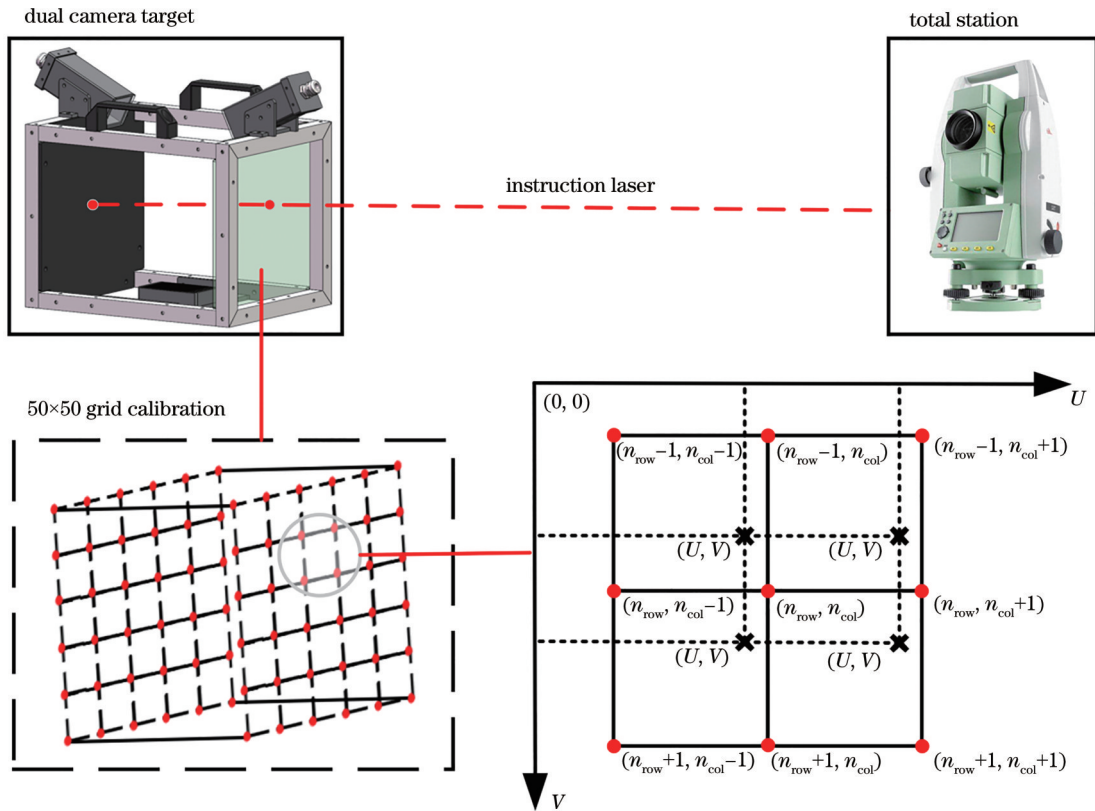 dual camera target
total station
instruction laser
50×50 grid calibration
(0, 0)
U
(n_row−1, n_col−1)
(n_row−1, n_col)
(n_row−1, n_col+1)
(U, V)
(U, V)
(n_row, n_col−1)
(n_row, n_col)
(n_row, n_col+1)
(U, V)
(U, V)
(n_row+1, n_col−1)
(n_row+1, n_col)
(n_row+1, n_col+1)
V